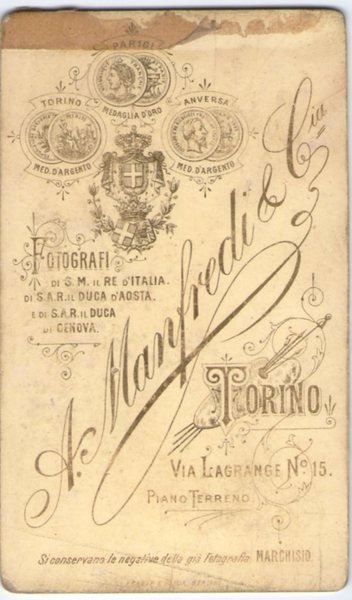 PARIGI
MEDAGLIA D'ORO
TORINO
MED. D'ARGENTO
ANVERSA
MED. D'ARGENTO
A. Manfredi & Cia
FOTOGRAFI
DI S. M. IL RE D'ITALIA.
DI S.A.R. IL DUCA D'AOSTA.
E DI S.A.R. IL DUCA
DI GENOVA.
TORINO
VIA LAGRANGE No 15.
PIANO TERRENO
Si conservano le negative della già Fotografia MARCHISIO.